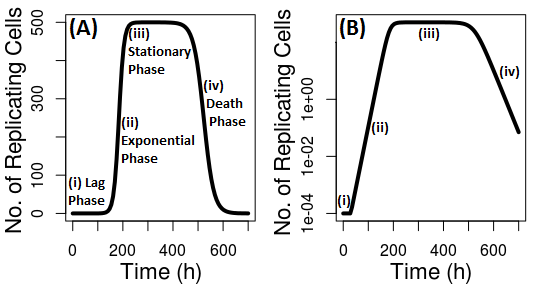 (A)
No. of Replicating Cells
500
300
100
0
(i) Lag
Phase
(ii)
Exponential
Phase
(iii)
Stationary
Phase
(iv)
Death
Phase
0
200
400
600
Time (h)
(B)
No. of Replicating Cells
1e+00
1e-02
1e-04
(i)
(ii)
(iii)
(iv)
0
200
400
600
Time (h)